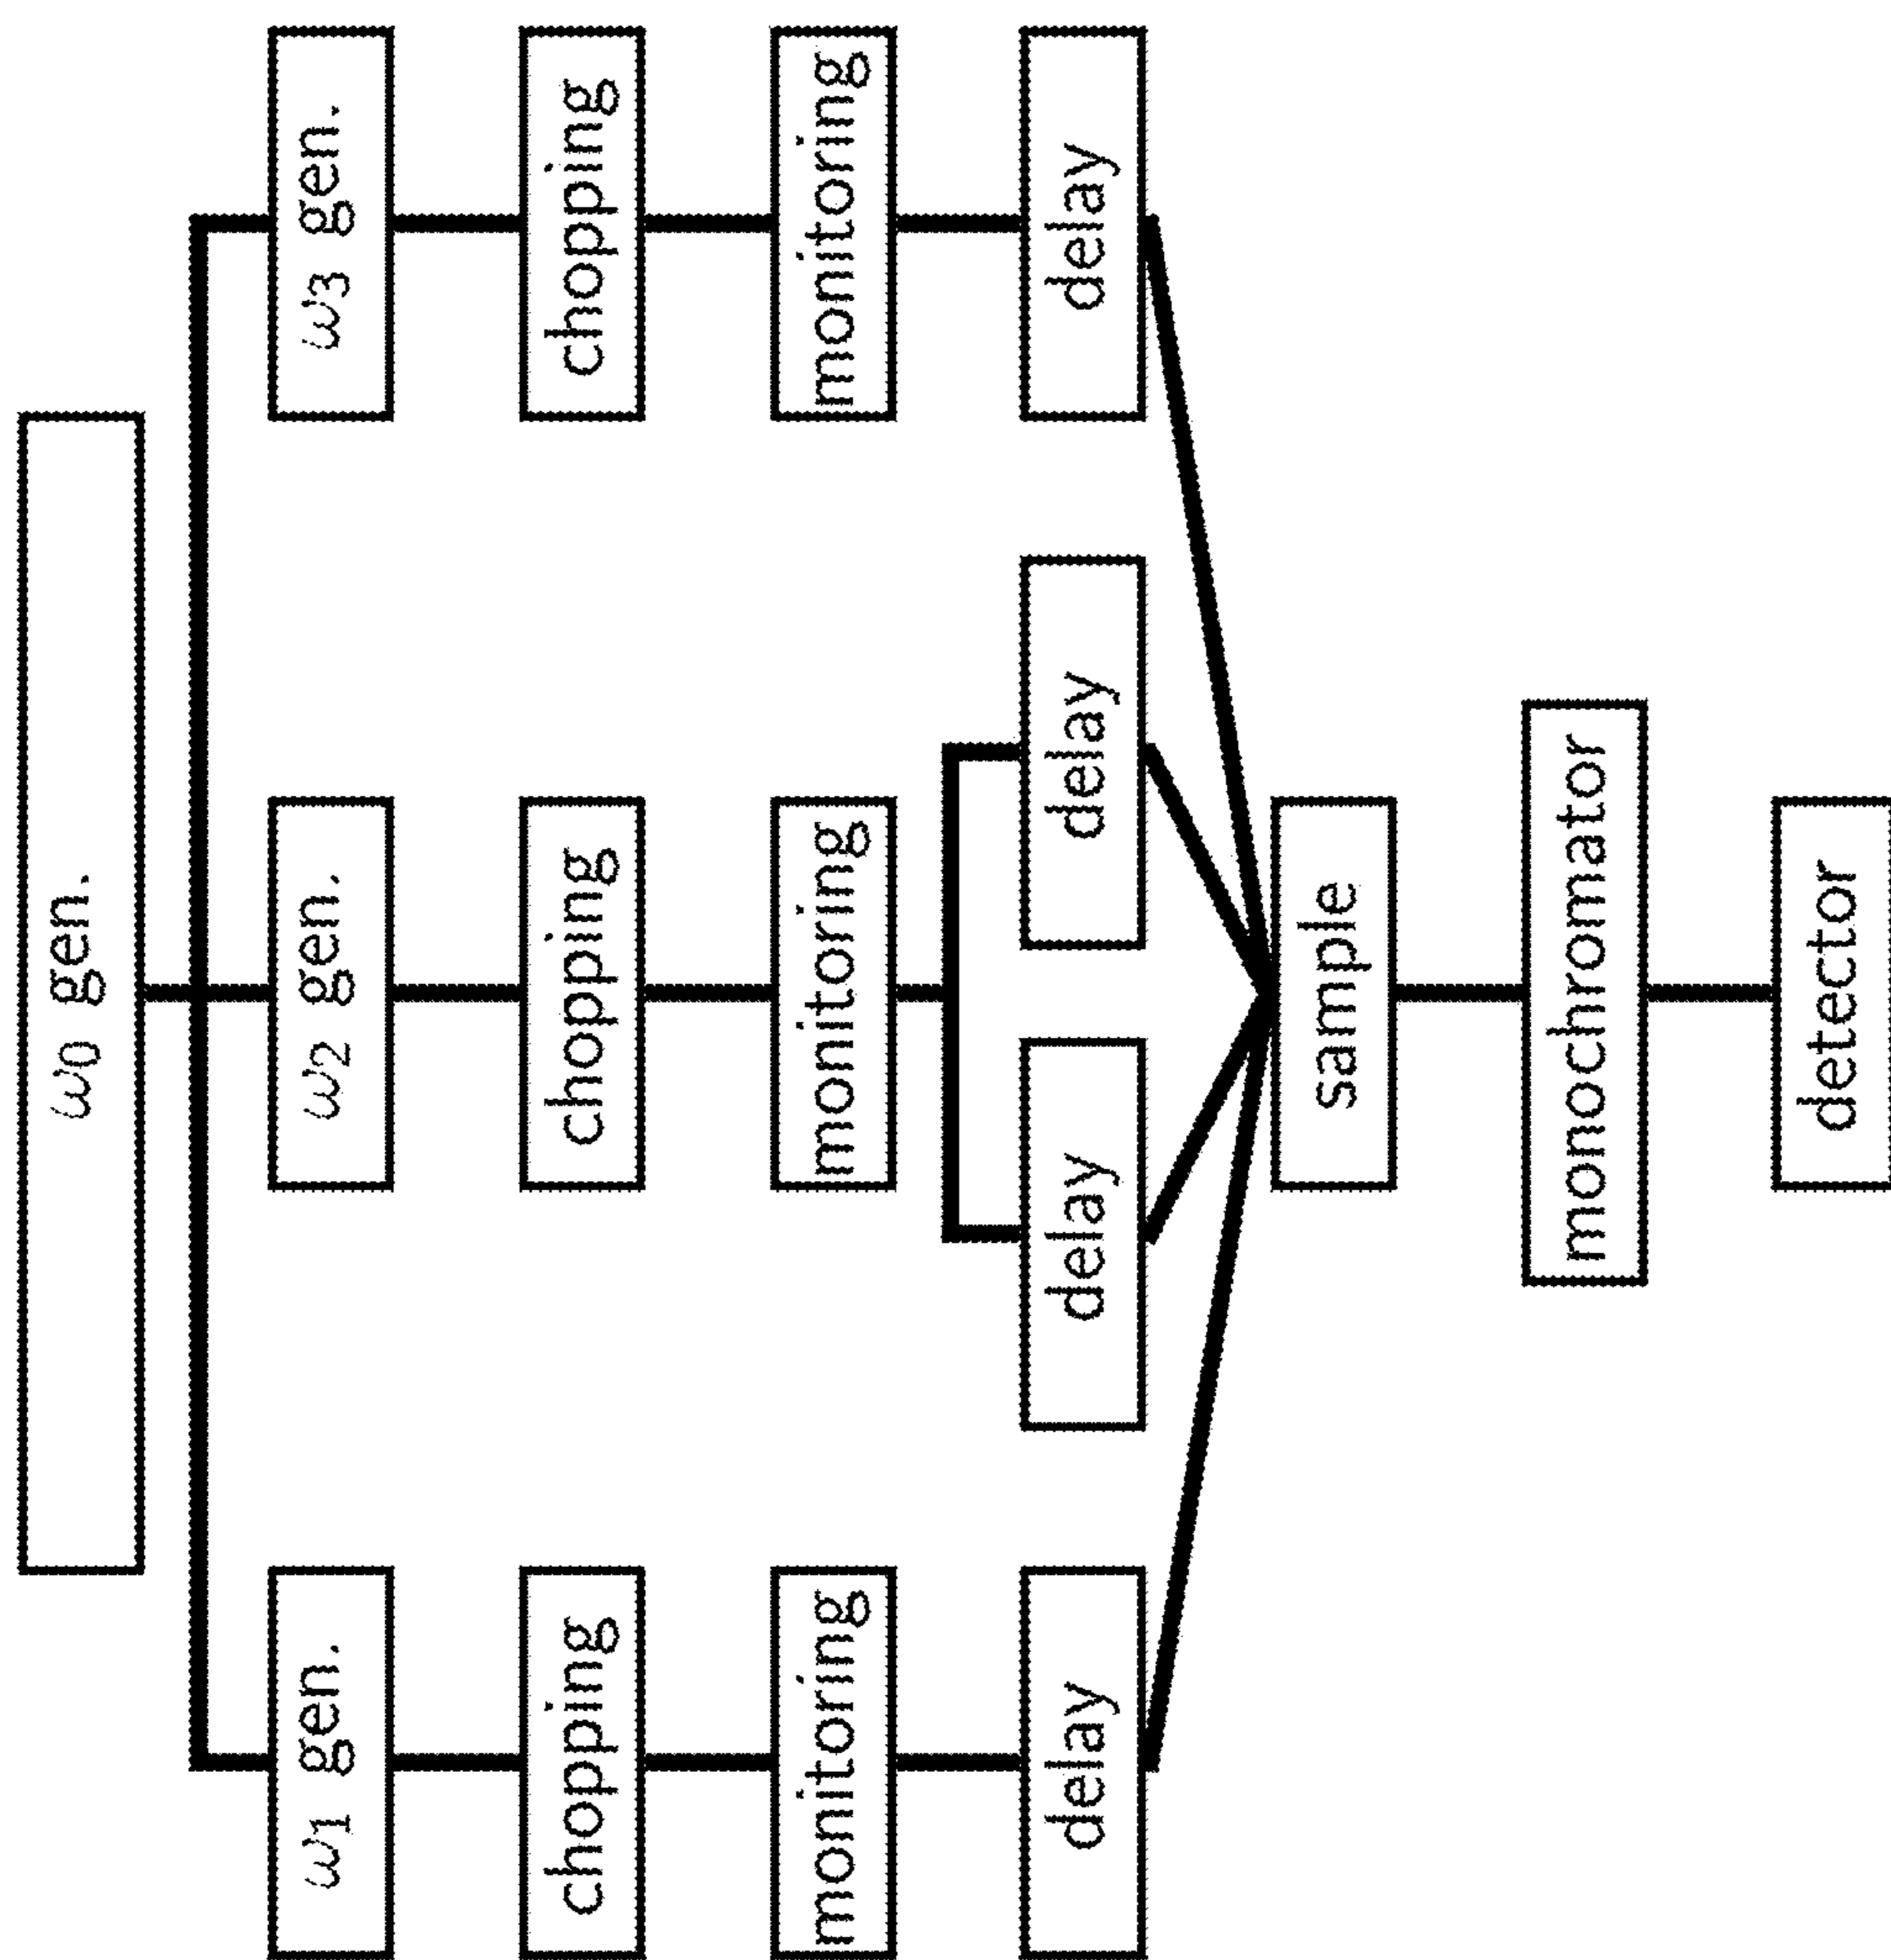 ω0 gen.
ω1 gen.
ω2 gen.
ω3 gen.
chopping
chopping
chopping
monitoring
monitoring
monitoring
delay
delay
delay
delay
sample
monochromator
detector